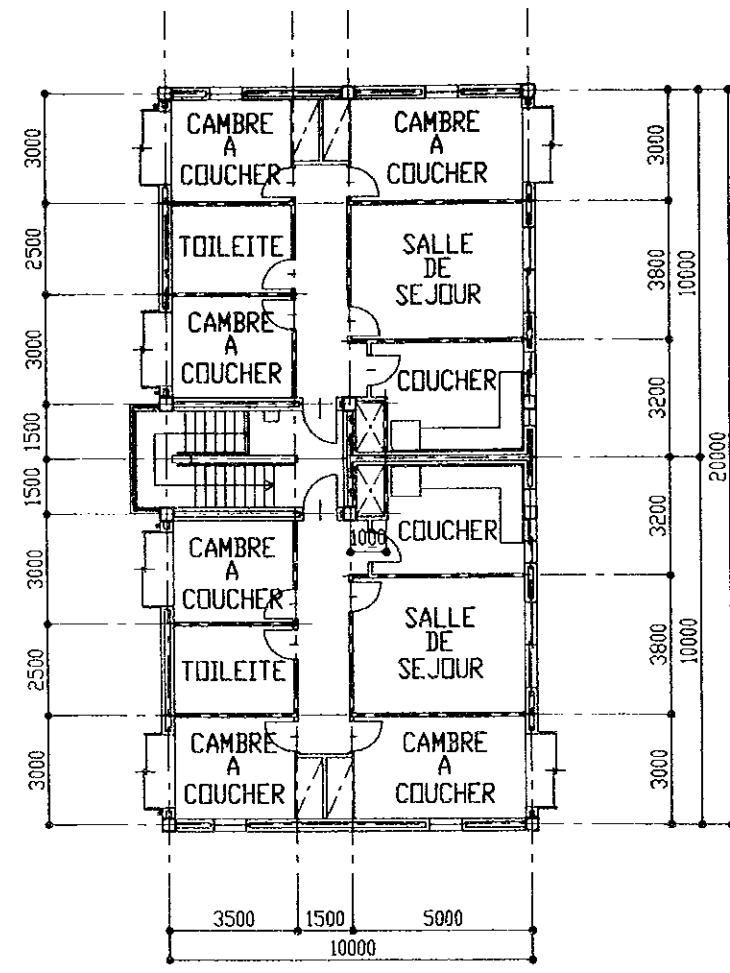 CAMBRE
A
COUCHER
CAMBRE
A
COUCHER
TOILEITE
SALLE
DE
SEJOUR
CAMBRE
A
COUCHER
COUCHER
COUCHER
1000
CAMBRE
A
COUCHER
SALLE
DE
SEJOUR
TOILEITE
CAMBRE
A
COUCHER
CAMBRE
A
COUCHER
3000
2500
3000
1500
1500
3000
2500
3000
3000
3800
3200
3200
3800
3000
10000
10000
20000
3500
1500
5000
10000